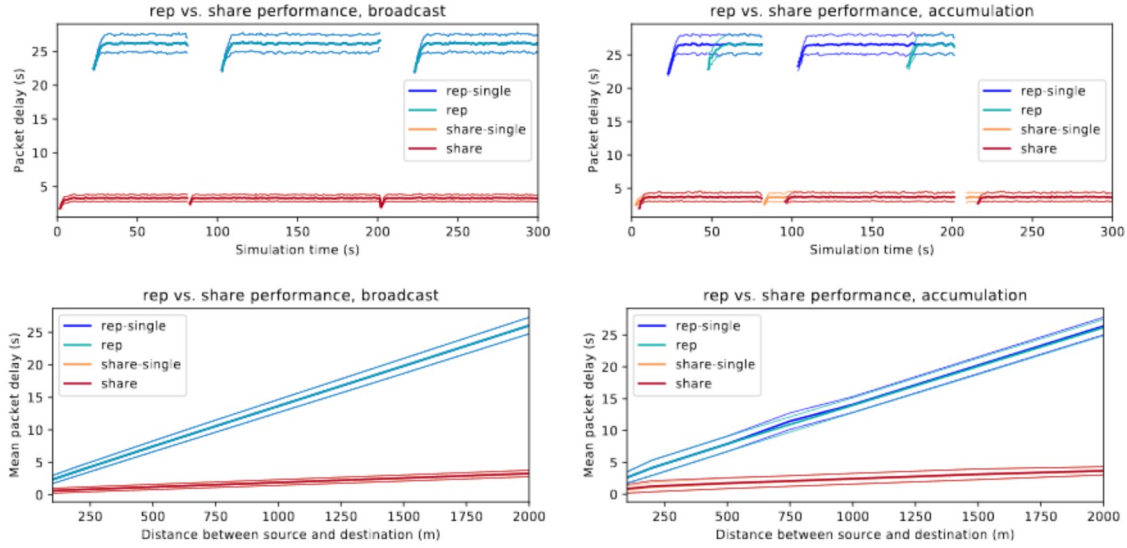 rep vs. share performance, broadcast
Packet delay (s)
25
20
15
10
5
rep-single
rep
share-single
share
0 50 100 150 200 250 300
Simulation time (s)
rep vs. share performance, accumulation
Packet delay (s)
25
20
15
10
5
rep-single
rep
share-single
share
0 50 100 150 200 250 300
Simulation time (s)
rep vs. share performance, broadcast
Mean packet delay (s)
25
20
15
10
5
0
rep-single
rep
share-single
share
250 500 750 1000 1250 1500 1750 2000
Distance between source and destination (m)
rep vs. share performance, accumulation
Mean packet delay (s)
25
20
15
10
5
0
rep-single
rep
share-single
share
250 500 750 1000 1250 1500 1750 2000
Distance between source and destination (m)